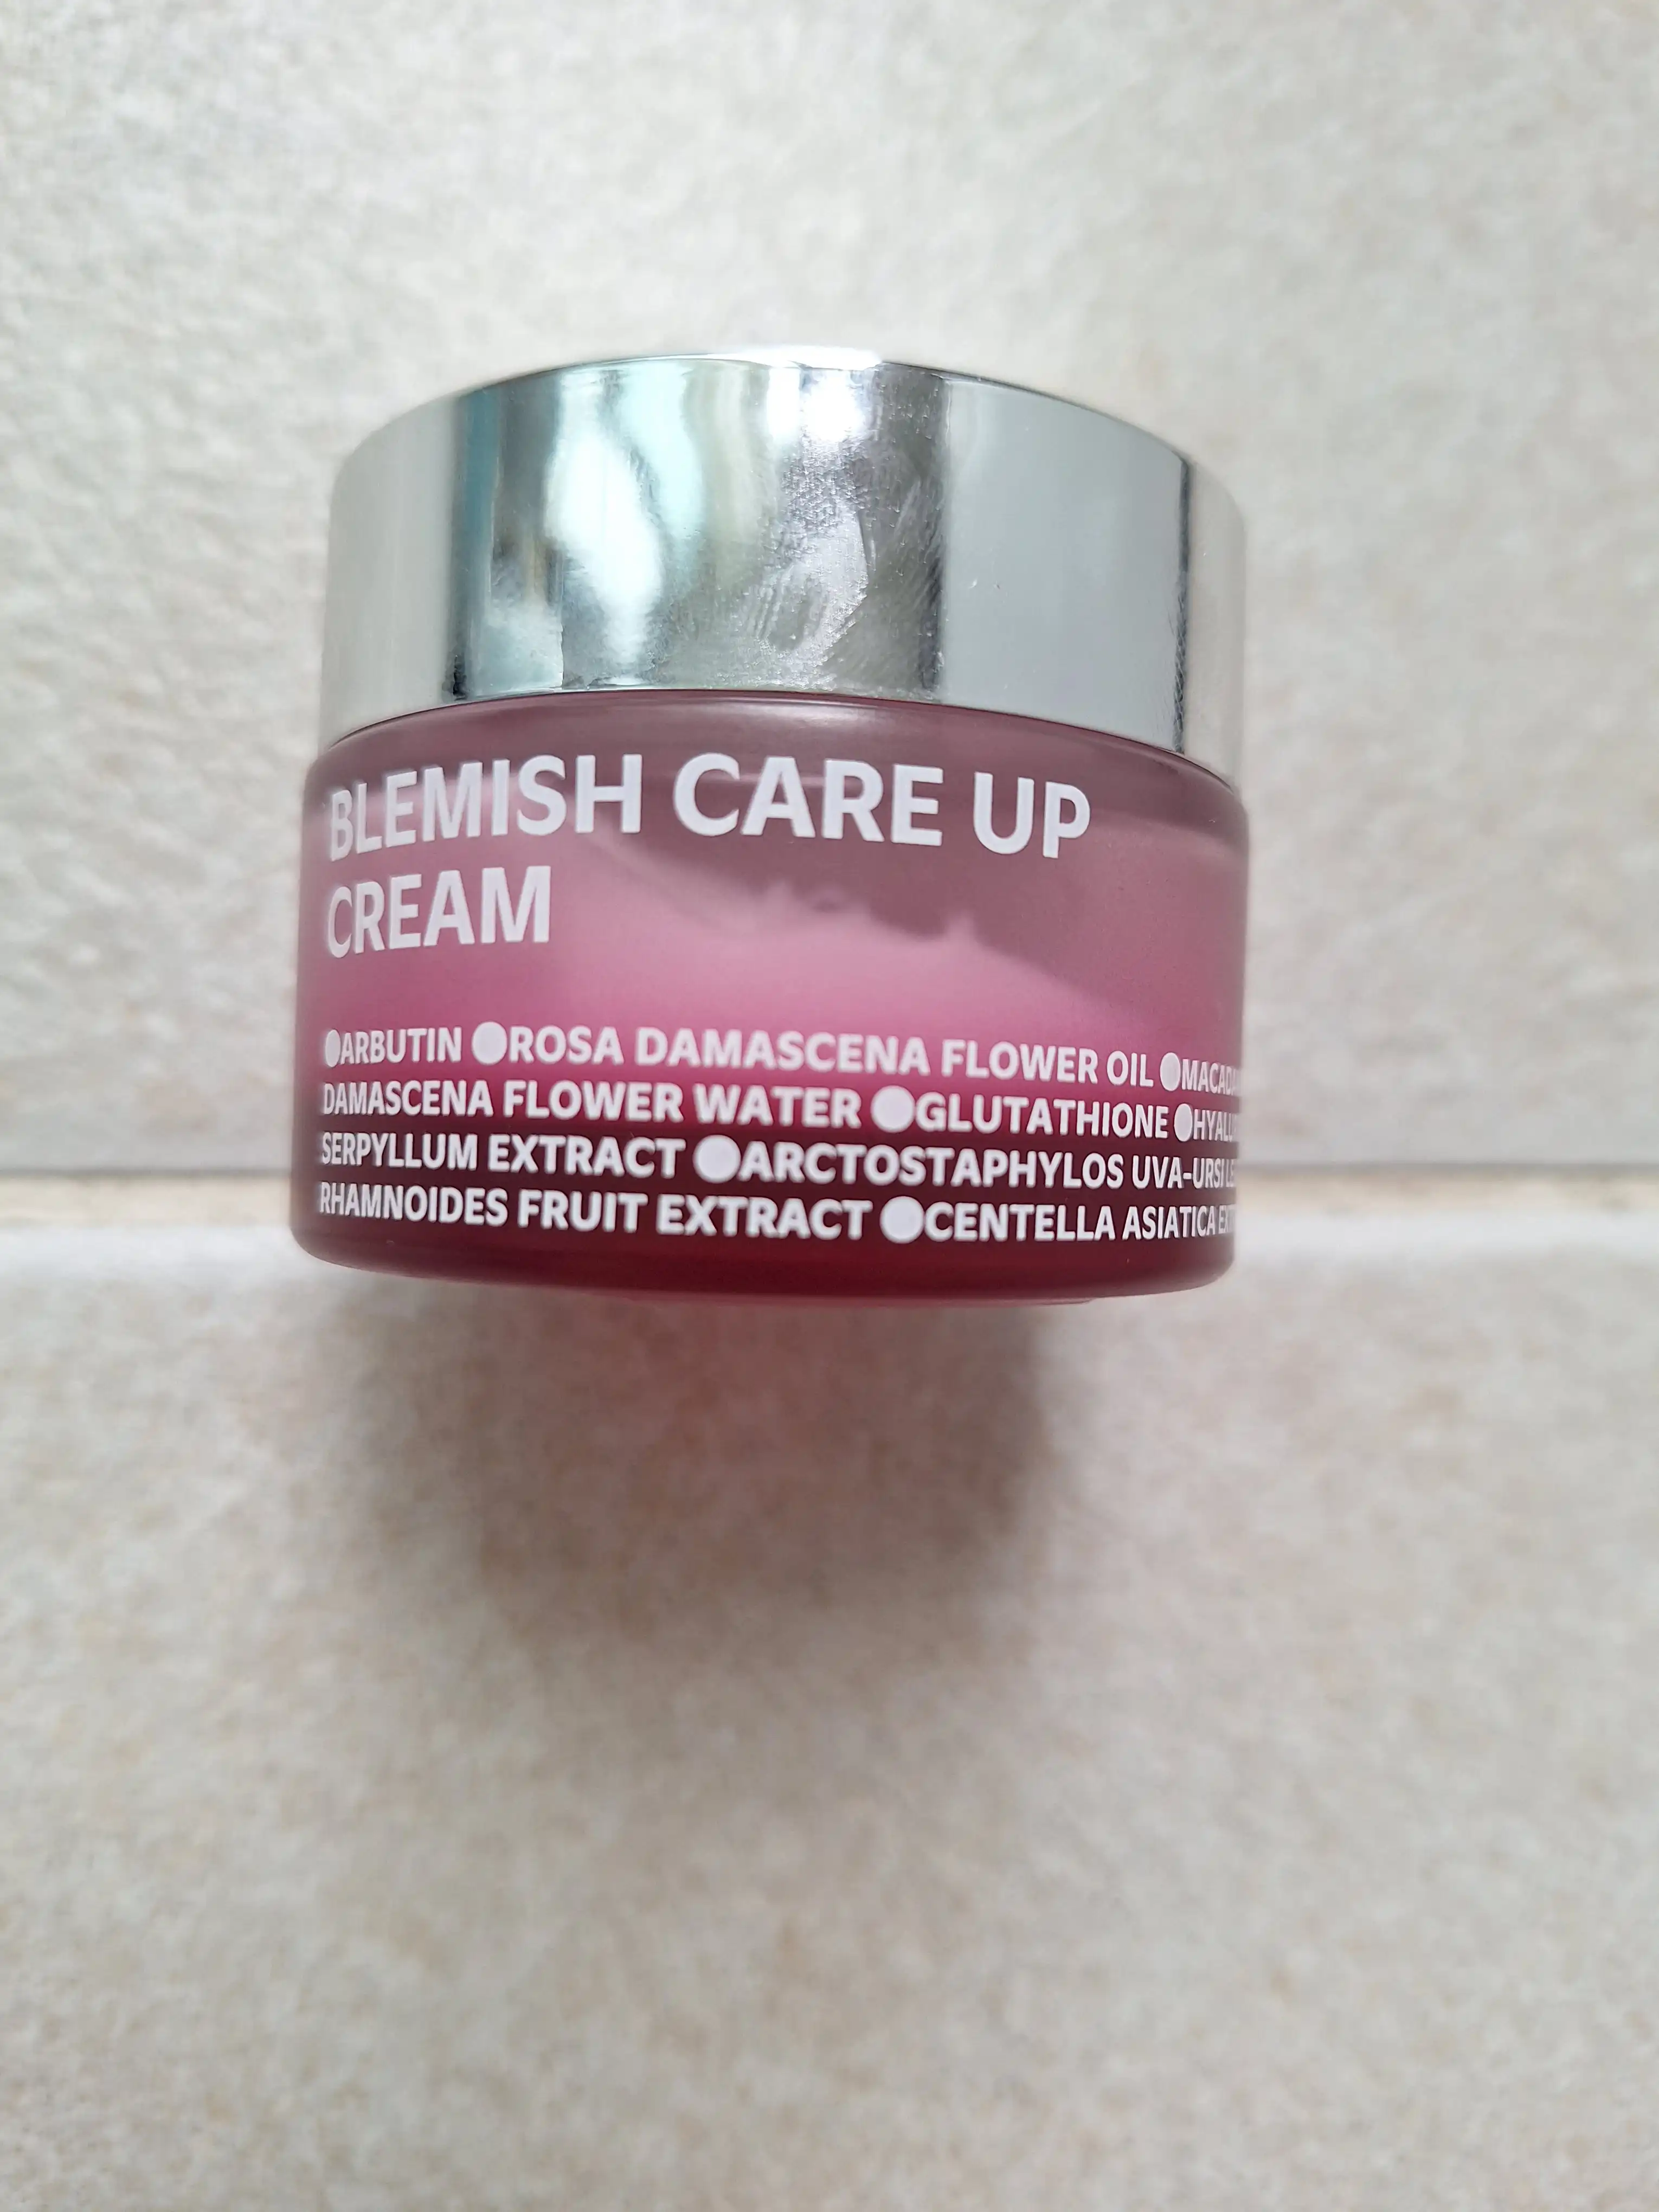 BLEMISH CARE UP
CREAM
●ARBUTIN ●ROSA DAMASCENA FLOWER OIL
DAMASCENA FLOWER WATER ●GLUTATHIONE
SERPYLLUM EXTRACT ●ARCTOSTAPHYLOS UVA-URSI
RHAMNOIDES FRUIT EXTRACT ●CENTELLA ASIATICA